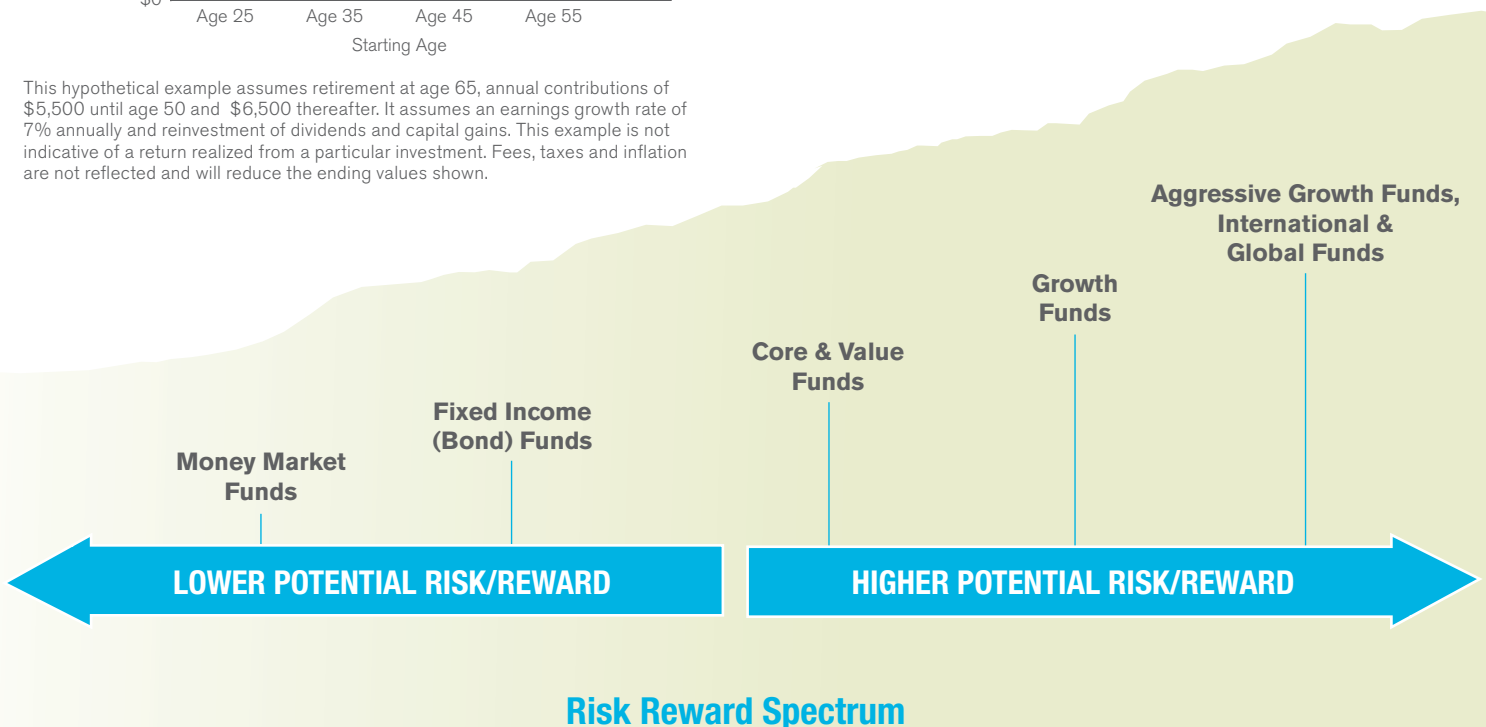 $0
Age 25 Age 35 Age 45 Age 55
Starting Age
This hypothetical example assumes retirement at age 65, annual contributions of
$5,500 until age 50 and  $6,500 thereafter. It assumes an earnings growth rate of
7% annually and reinvestment of dividends and capital gains. This example is not
indicative of a return realized from a particular investment. Fees, taxes and inflation
are not reflected and will reduce the ending values shown.
Money Market
Funds
Fixed Income
(Bond) Funds
Core & Value
Funds
Growth
Funds
Aggressive Growth Funds,
International &
Global Funds
LOWER POTENTIAL RISK/REWARD
HIGHER POTENTIAL RISK/REWARD
Risk Reward Spectrum